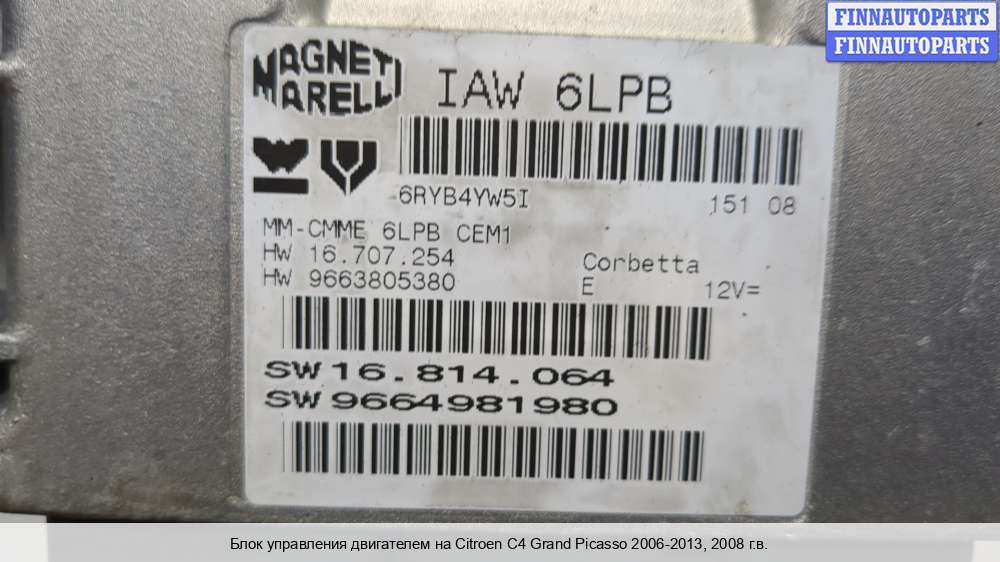 FINNAUTOPARTS
FINNAUTOPARTS
MAGNETI
MARELLI
IAW 6LPB
6RYB4YW5I
151 08
MM-CMME 6LPB CEM1
HW 16.707.254
Corbetta
HW 9663805380
E
12V=
SW 16.814.064
SW 9664981980
Блок управления двигателем на Citroen C4 Grand Picasso 2006-2013, 2008 г.в.